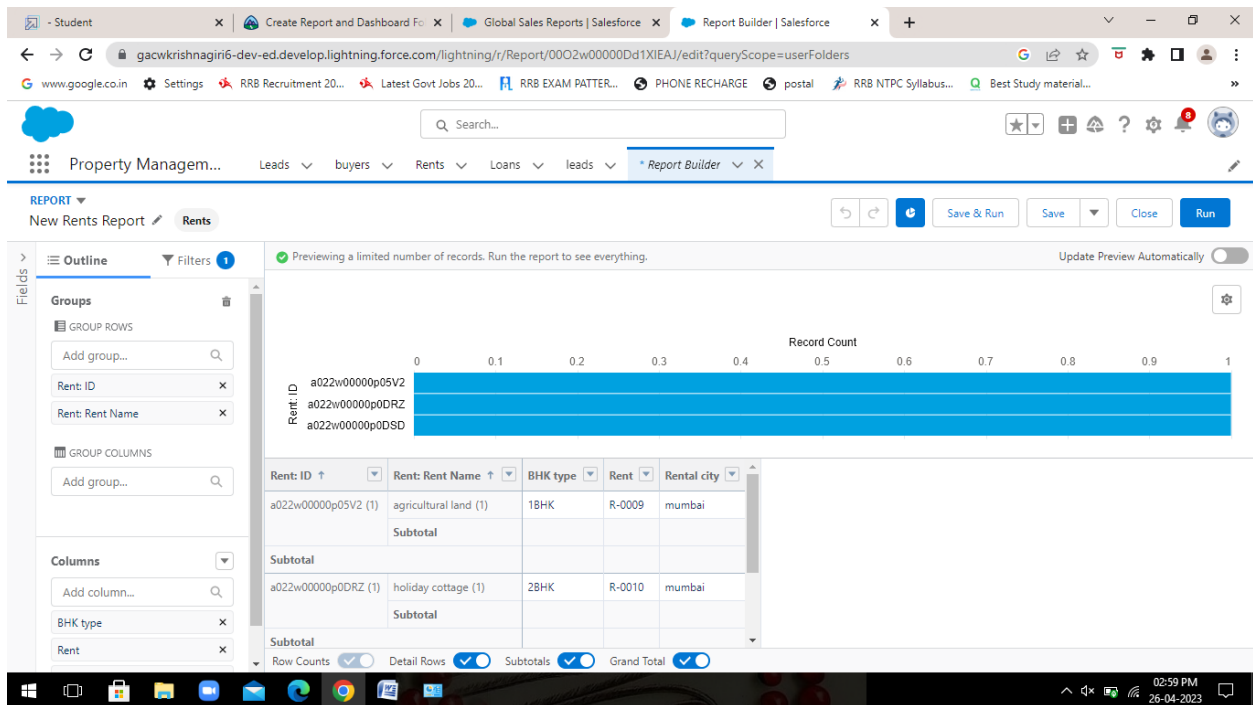 - Student
Create Report and Dashboard Fo
Global Sales Reports | Salesforce
Report Builder | Salesforce
gacwkrishnagiri6-dev-ed.develop.lightning.force.com/lightning/r/Report/00O2w00000Dd1XlEAJ/edit?queryScope=userFolders
www.google.co.in Settings RRB Recruitment 20... Latest Govt Jobs 20... RRB EXAM PATTER... PHONE RECHARGE postal RRB NTPC Syllabus... Best Study material... »
Search...
8
Property Managem... Leads buyers Rents Loans leads * Report Builder
REPORT
New Rents Report Rents
Save & Run Save Close Run
Fields
Outline Filters 1
Previewing a limited number of records. Run the report to see everything.
Update Preview Automatically
Groups
GROUP ROWS
Add group...
Rent: ID
Rent: Rent Name
GROUP COLUMNS
Add group...
Columns
Add column...
BHK type
Rent
Record Count
0 0.1 0.2 0.3 0.4 0.5 0.6 0.7 0.8 0.9 1
Rent: ID
a022w00000p05V2
a022w00000p0DRZ
a022w00000p0DSD
Rent: ID ↑ Rent: Rent Name ↑ BHK type Rent Rental city
a022w00000p05V2 (1) agricultural land (1) 1BHK R-0009 mumbai
Subtotal
Subtotal
a022w00000p0DRZ (1) holiday cottage (1) 2BHK R-0010 mumbai
Subtotal
Subtotal
Row Counts Detail Rows Subtotals Grand Total
02:59 PM
26-04-2023